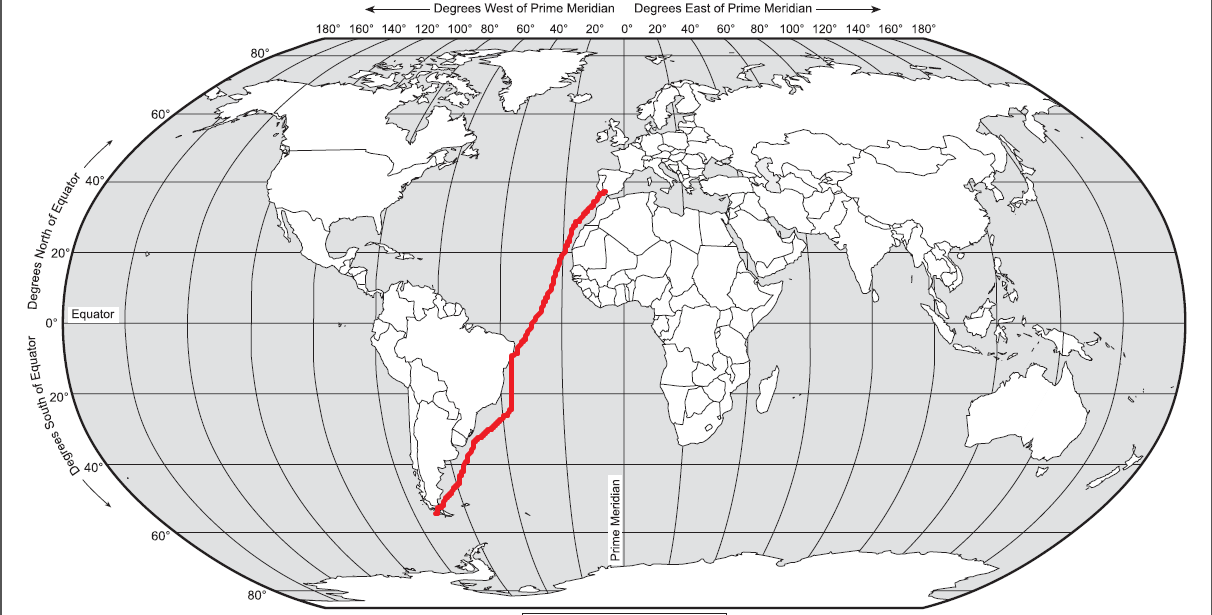 Degrees West of Prime Meridian Degrees East of Prime Meridian
180° 160° 140° 120° 100° 80° 60° 40° 20° 0° 20° 40° 60° 80° 100° 120° 140° 160° 180°
80°
60°
Degrees North of Equator
40°
20°
Equator
0°
Degrees South of Equator
20°
40°
Prime Meridian
60°
80°